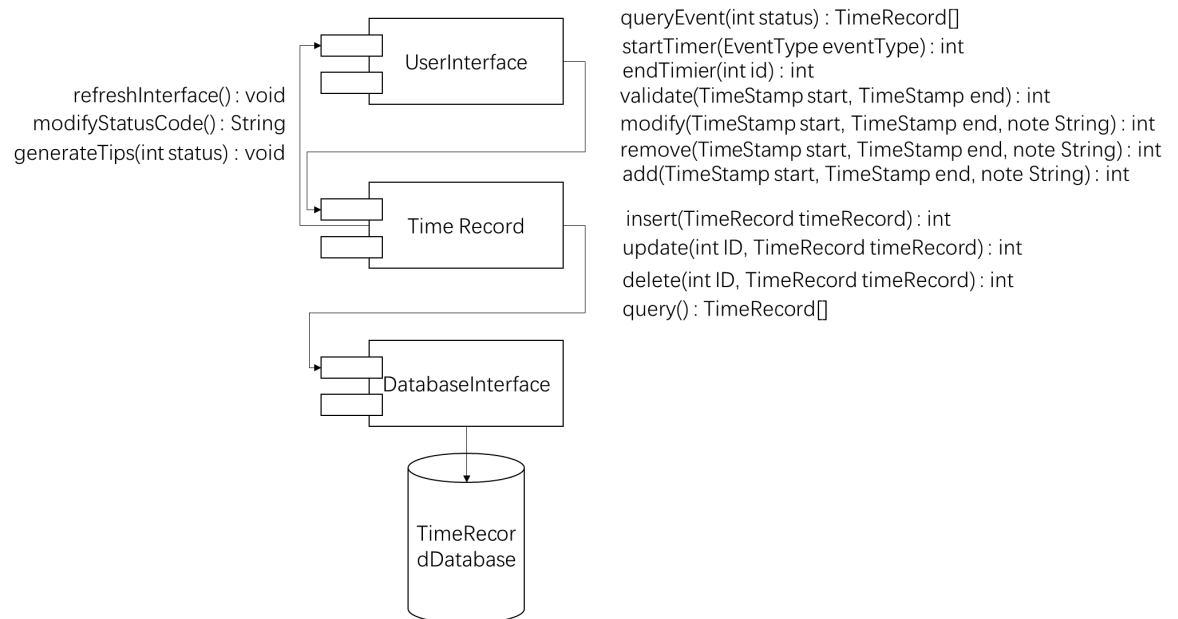 queryEvent(int status) : TimeRecord[]
startTimer(EventType eventType) : int
endTimier(int id) : int
validate(TimeStamp start, TimeStamp end) : int
modify(TimeStamp start, TimeStamp end, note String) : int
remove(TimeStamp start, TimeStamp end, note String) : int
add(TimeStamp start, TimeStamp end, note String) : int
UserInterface
refreshInterface() : void
modifyStatusCode() : String
generateTips(int status) : void
Time Record
insert(TimeRecord timeRecord) : int
update(int ID, TimeRecord timeRecord) : int
delete(int ID, TimeRecord timeRecord) : int
query() : TimeRecord[]
DatabaseInterface
TimeRecor
dDatabase